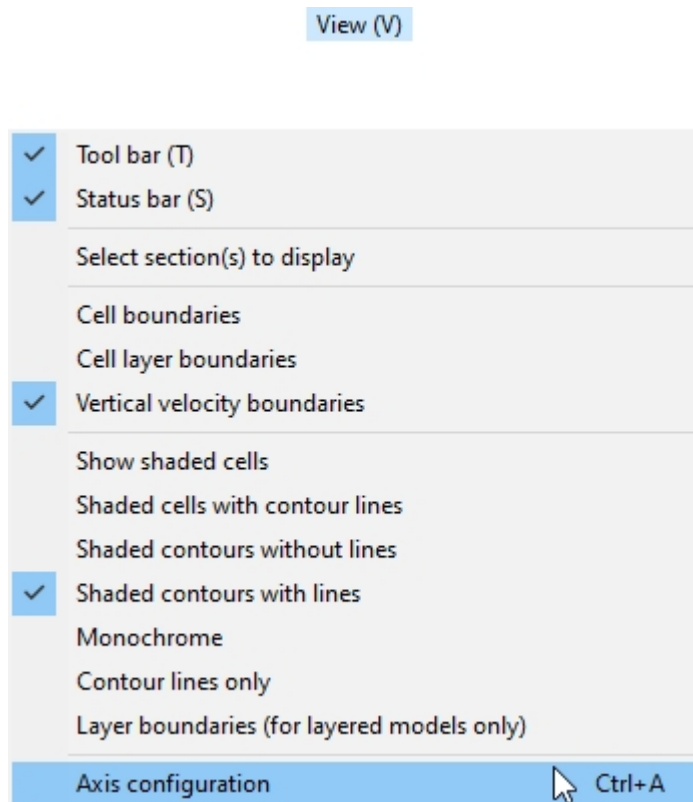 View (V)
Tool bar (T)
Status bar (S)
Select section(s) to display
Cell boundaries
Cell layer boundaries
Vertical velocity boundaries
Show shaded cells
Shaded cells with contour lines
Shaded contours without lines
Shaded contours with lines
Monochrome
Contour lines only
Layer boundaries (for layered models only)
Axis configuration Ctrl+A